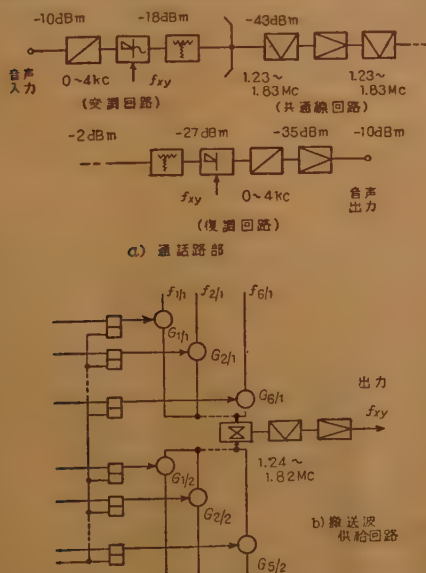 -10dBm -18dBm -43dBm
音声
入力
0~4kc fxy 1.23~
1.83Mc 1.23~
1.83Mc
(変調回路) (共通線回路)
-2dBm -27dBm -35dBm -10dBm
fxy 0~4kc 音声
出力
(復調回路)
a) 通話路部
f1/1 f2/1 f6/1
G1/1
G2/1
G6/1
出力
fxy
1.24~
1.82Mc
G1/2
G2/2
G5/2
b) 搬送波
供給回路